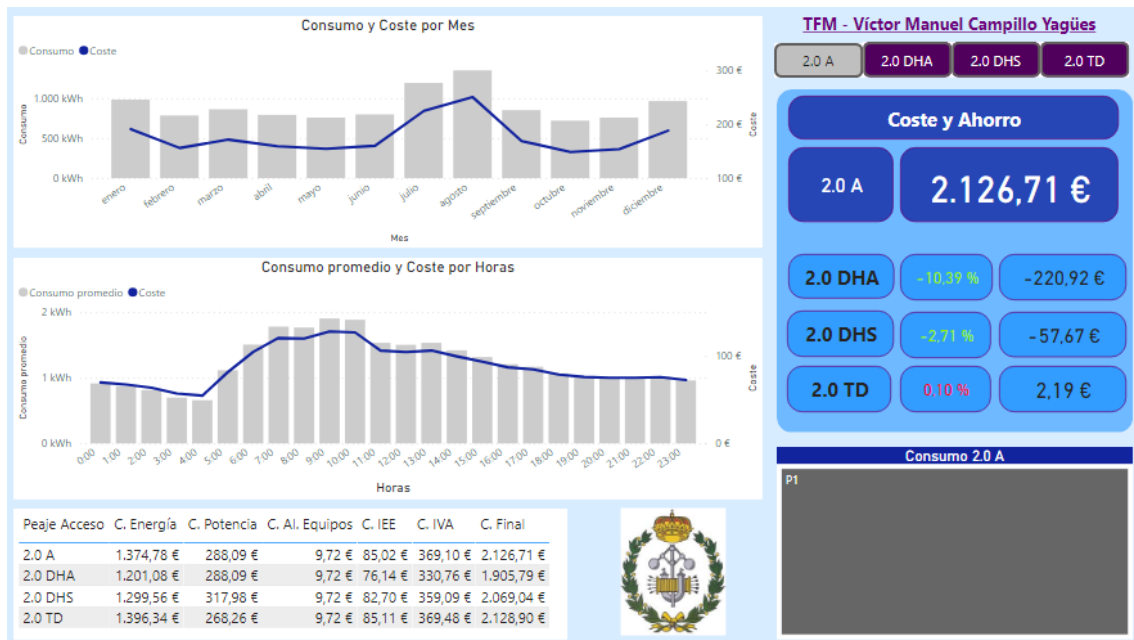 Consumo y Coste por Mes
Consumo Coste
Consumo
1.000 kWh
500 kWh
0 kWh
300 €
200 €
100 €
Coste
enero febrero marzo abril mayo junio julio agosto septiembre octubre noviembre diciembre
Mes
Consumo promedio y Coste por Horas
Consumo promedio Coste
Consumo promedio
2 kWh
1 kWh
0 kWh
100 €
0 €
Coste
0:00 1:00 2:00 3:00 4:00 5:00 6:00 7:00 8:00 9:00 10:00 11:00 12:00 13:00 14:00 15:00 16:00 17:00 18:00 19:00 20:00 21:00 22:00 23:00
Horas
Peaje Acceso C. Energía C. Potencia C. Al. Equipos C. IEE C. IVA C. Final
2.0 A 1.374,78 € 288,09 € 9,72 € 85,02 € 369,10 € 2.126,71 €
2.0 DHA 1.201,08 € 288,09 € 9,72 € 76,14 € 330,76 € 1.905,79 €
2.0 DHS 1.299,56 € 317,98 € 9,72 € 82,70 € 359,09 € 2.069,04 €
2.0 TD 1.396,34 € 268,26 € 9,72 € 85,11 € 369,48 € 2.128,90 €
TFM - Víctor Manuel Campillo Yagües
2.0 A 2.0 DHA 2.0 DHS 2.0 TD
Coste y Ahorro
2.0 A 2.126,71 €
2.0 DHA -10,39 % -220,92 €
2.0 DHS -2,71 % -57,67 €
2.0 TD 0,10 % 2,19 €
Consumo 2.0 A
P1